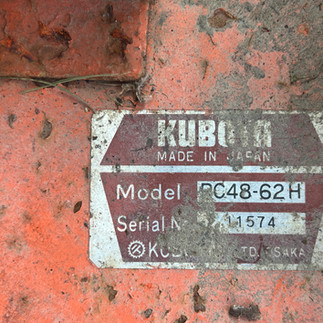 KUBOTA
MADE IN JAPAN
Model RC48-62H
Serial 11574
LTD. OSAKA